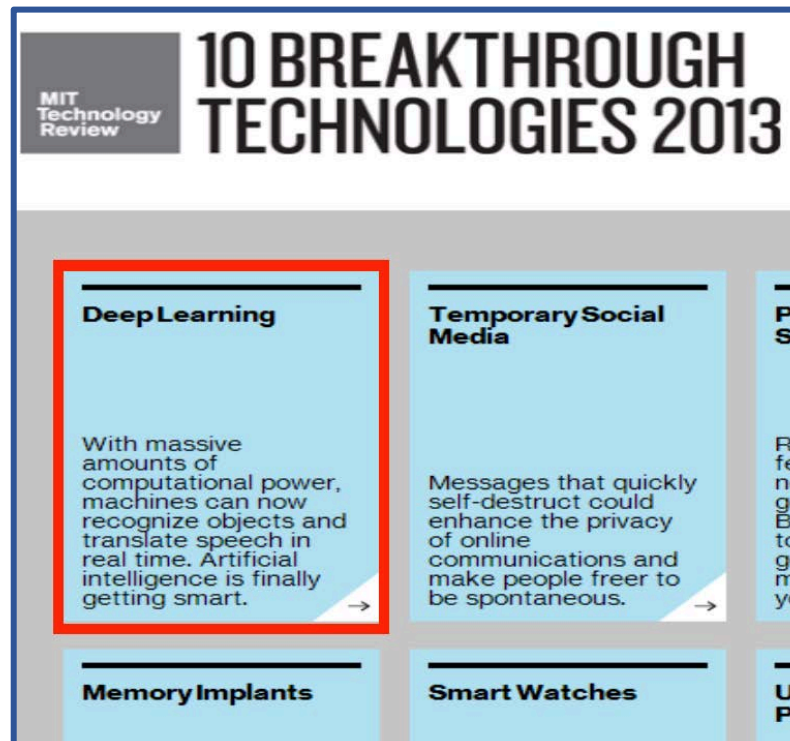 MIT
Technology
Review
10 BREAKTHROUGH
TECHNOLOGIES 2013
Deep Learning
With massive
amounts of
computational power,
machines can now
recognize objects and
translate speech in
real time. Artificial
intelligence is finally
getting smart.
→
Temporary Social
Media
Messages that quickly
self-destruct could
enhance the privacy
of online
communications and
make people freer to
be spontaneous.
→
Memory Implants
Smart Watches